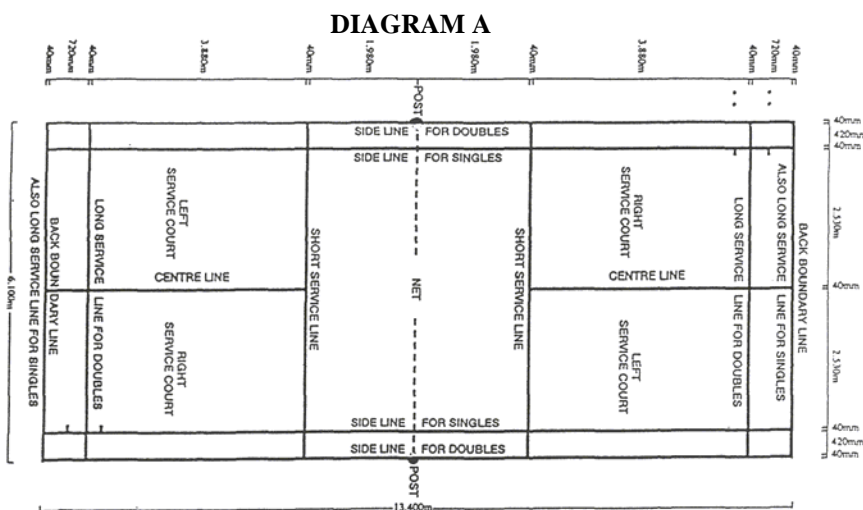 DIAGRAM A
40mm
720mm
40mm
3.880m
40mm
1.980m
1.980m
40mm
3.880m
40mm
720mm
40mm
POST
* *
* *
SIDE LINE FOR DOUBLES
SIDE LINE FOR SINGLES
40mm
420mm
40mm
2.530m
40mm
2.530m
40mm
420mm
40mm
6.100m
ALSO LONG SERVICE LINE FOR SINGLES
BACK BOUNDARY LINE
LONG SERVICE LINE FOR DOUBLES
LEFT
SERVICE COURT
CENTRE LINE
RIGHT
SERVICE COURT
SHORT SERVICE LINE
NET
SHORT SERVICE LINE
RIGHT
SERVICE COURT
CENTRE LINE
LEFT
SERVICE COURT
LONG SERVICE LINE FOR DOUBLES
ALSO LONG SERVICE LINE FOR SINGLES
BACK BOUNDARY LINE
SIDE LINE FOR SINGLES
SIDE LINE FOR DOUBLES
POST
13.400m